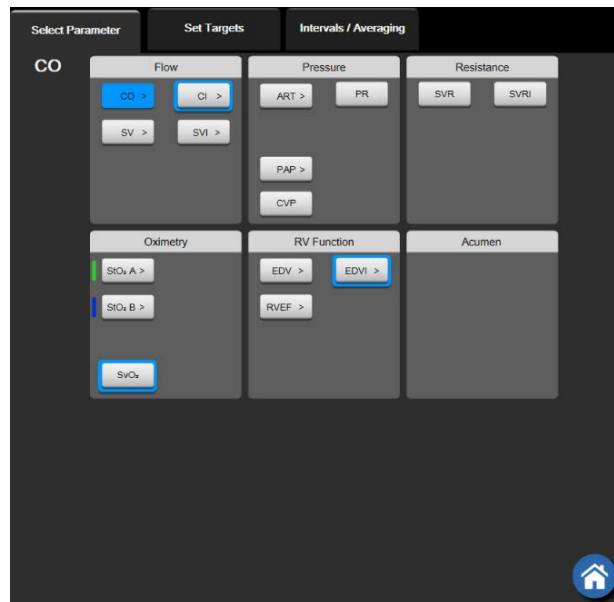 Select Parameter
Set Targets
Intervals / Averaging
CO
Flow
CO >
CI >
SV >
SVI >
Pressure
ART >
PR
PAP >
CVP
Resistance
SVR
SVRI
Oximetry
StO₂ A >
StO₂ B >
SvO₂
RV Function
EDV >
EDVI >
RVEF >
Acumen